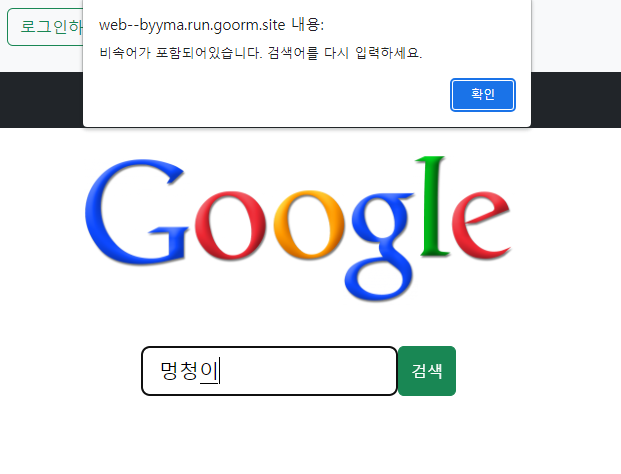 로그인하
web--byyma.run.goorm.site 내용:
비속어가 포함되어있습니다. 검색어를 다시 입력하세요.
확인
Google
멍청이
검색